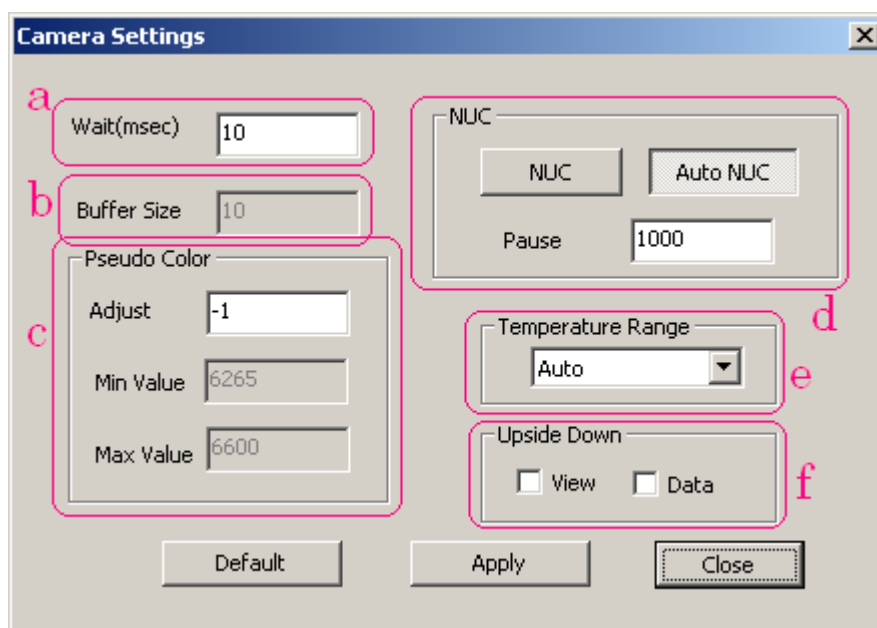 Camera Settings
a
Wait(msec) 10
b
Buffer Size 10
c
Pseudo Color
Adjust -1
Min Value 6265
Max Value 6600
NUC
NUC Auto NUC
Pause 1000
d
Temperature Range
Auto
e
Upside Down
View Data
f
Default Apply Close